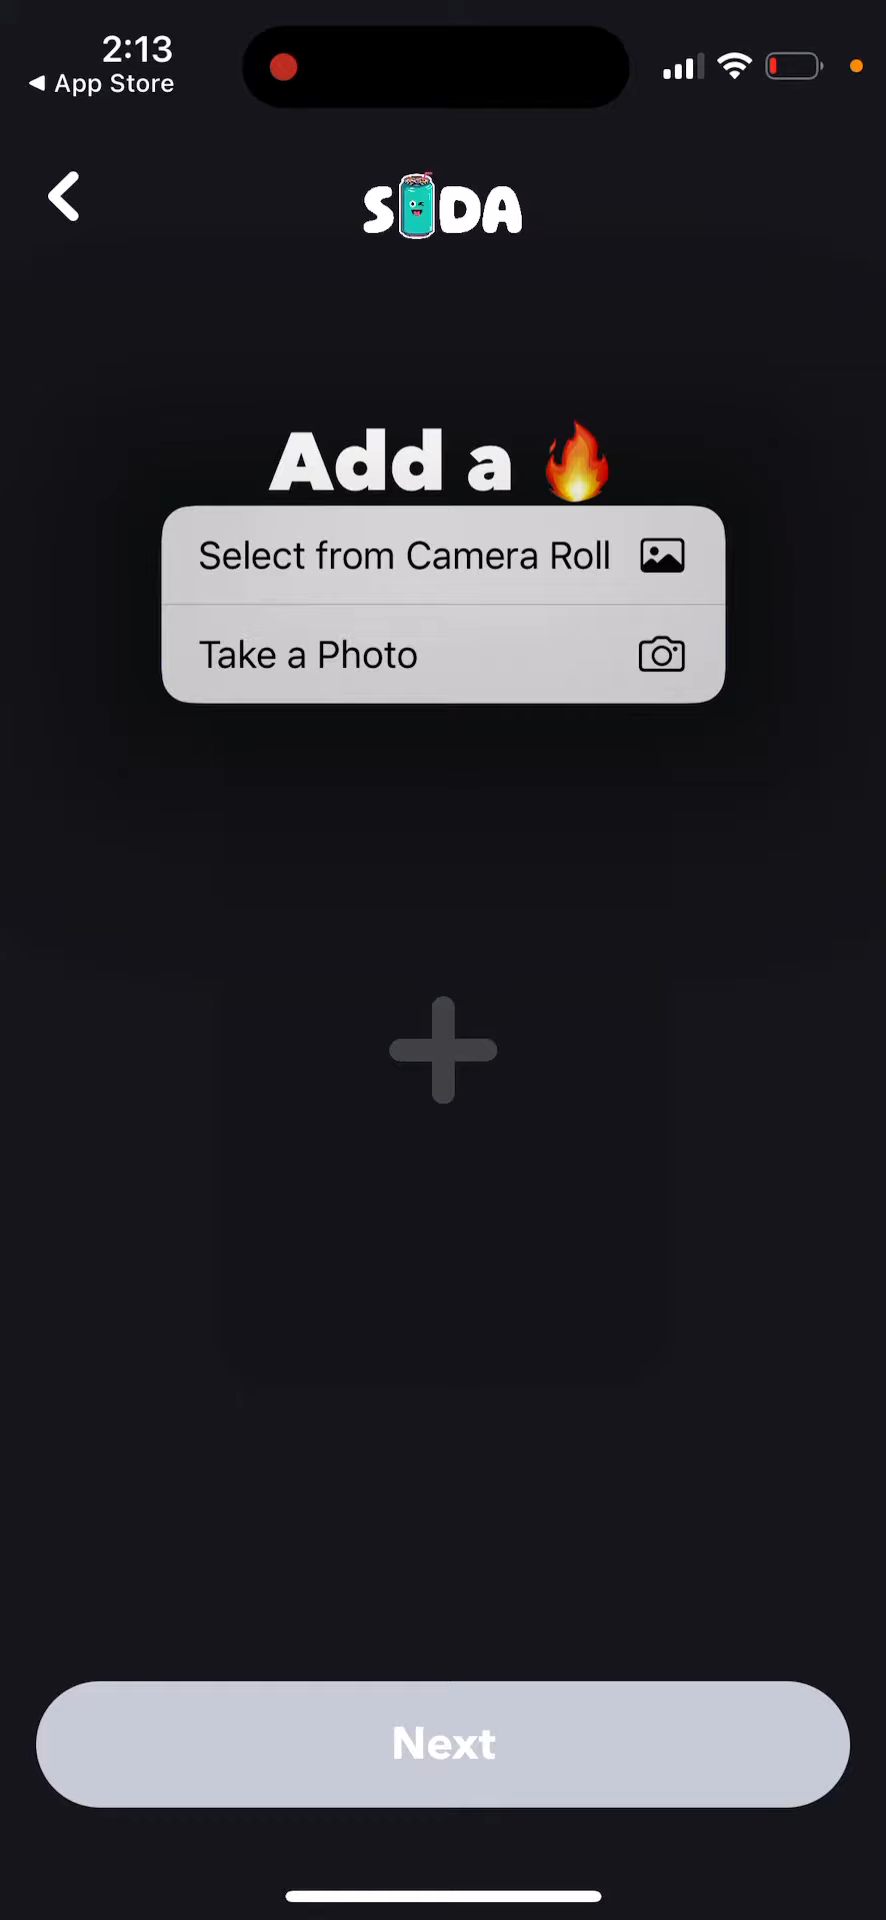 2:13
◀ App Store
SODA
Add a 🔥
Select from Camera Roll
Take a Photo
Next